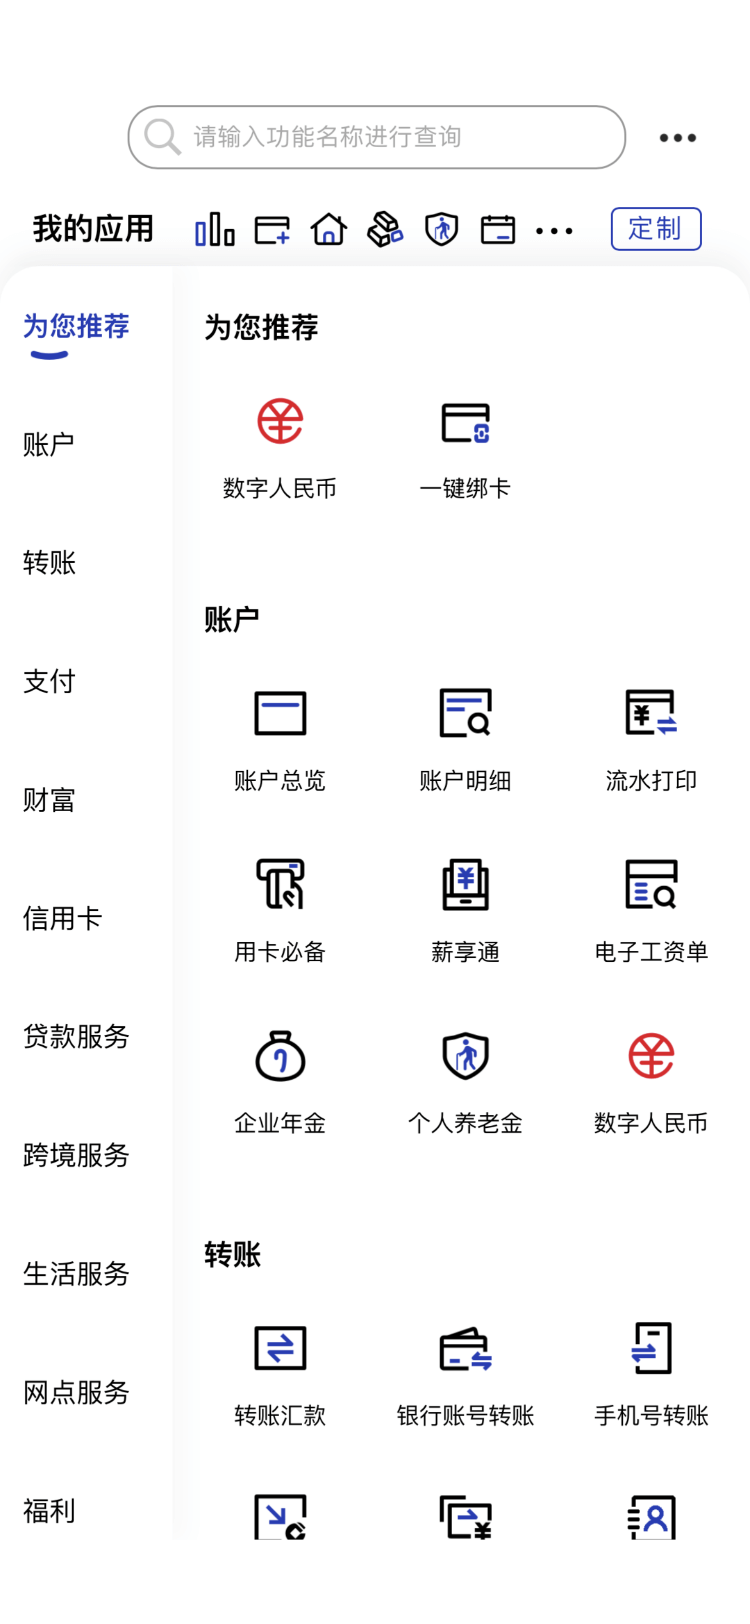 请输入功能名称进行查询
我的应用
定制
为您推荐
账户
转账
支付
财富
信用卡
贷款服务
跨境服务
生活服务
网点服务
福利
为您推荐
数字人民币
一键绑卡
账户
账户总览
账户明细
流水打印
用卡必备
薪享通
电子工资单
企业年金
个人养老金
数字人民币
转账
转账汇款
银行账号转账
手机号转账